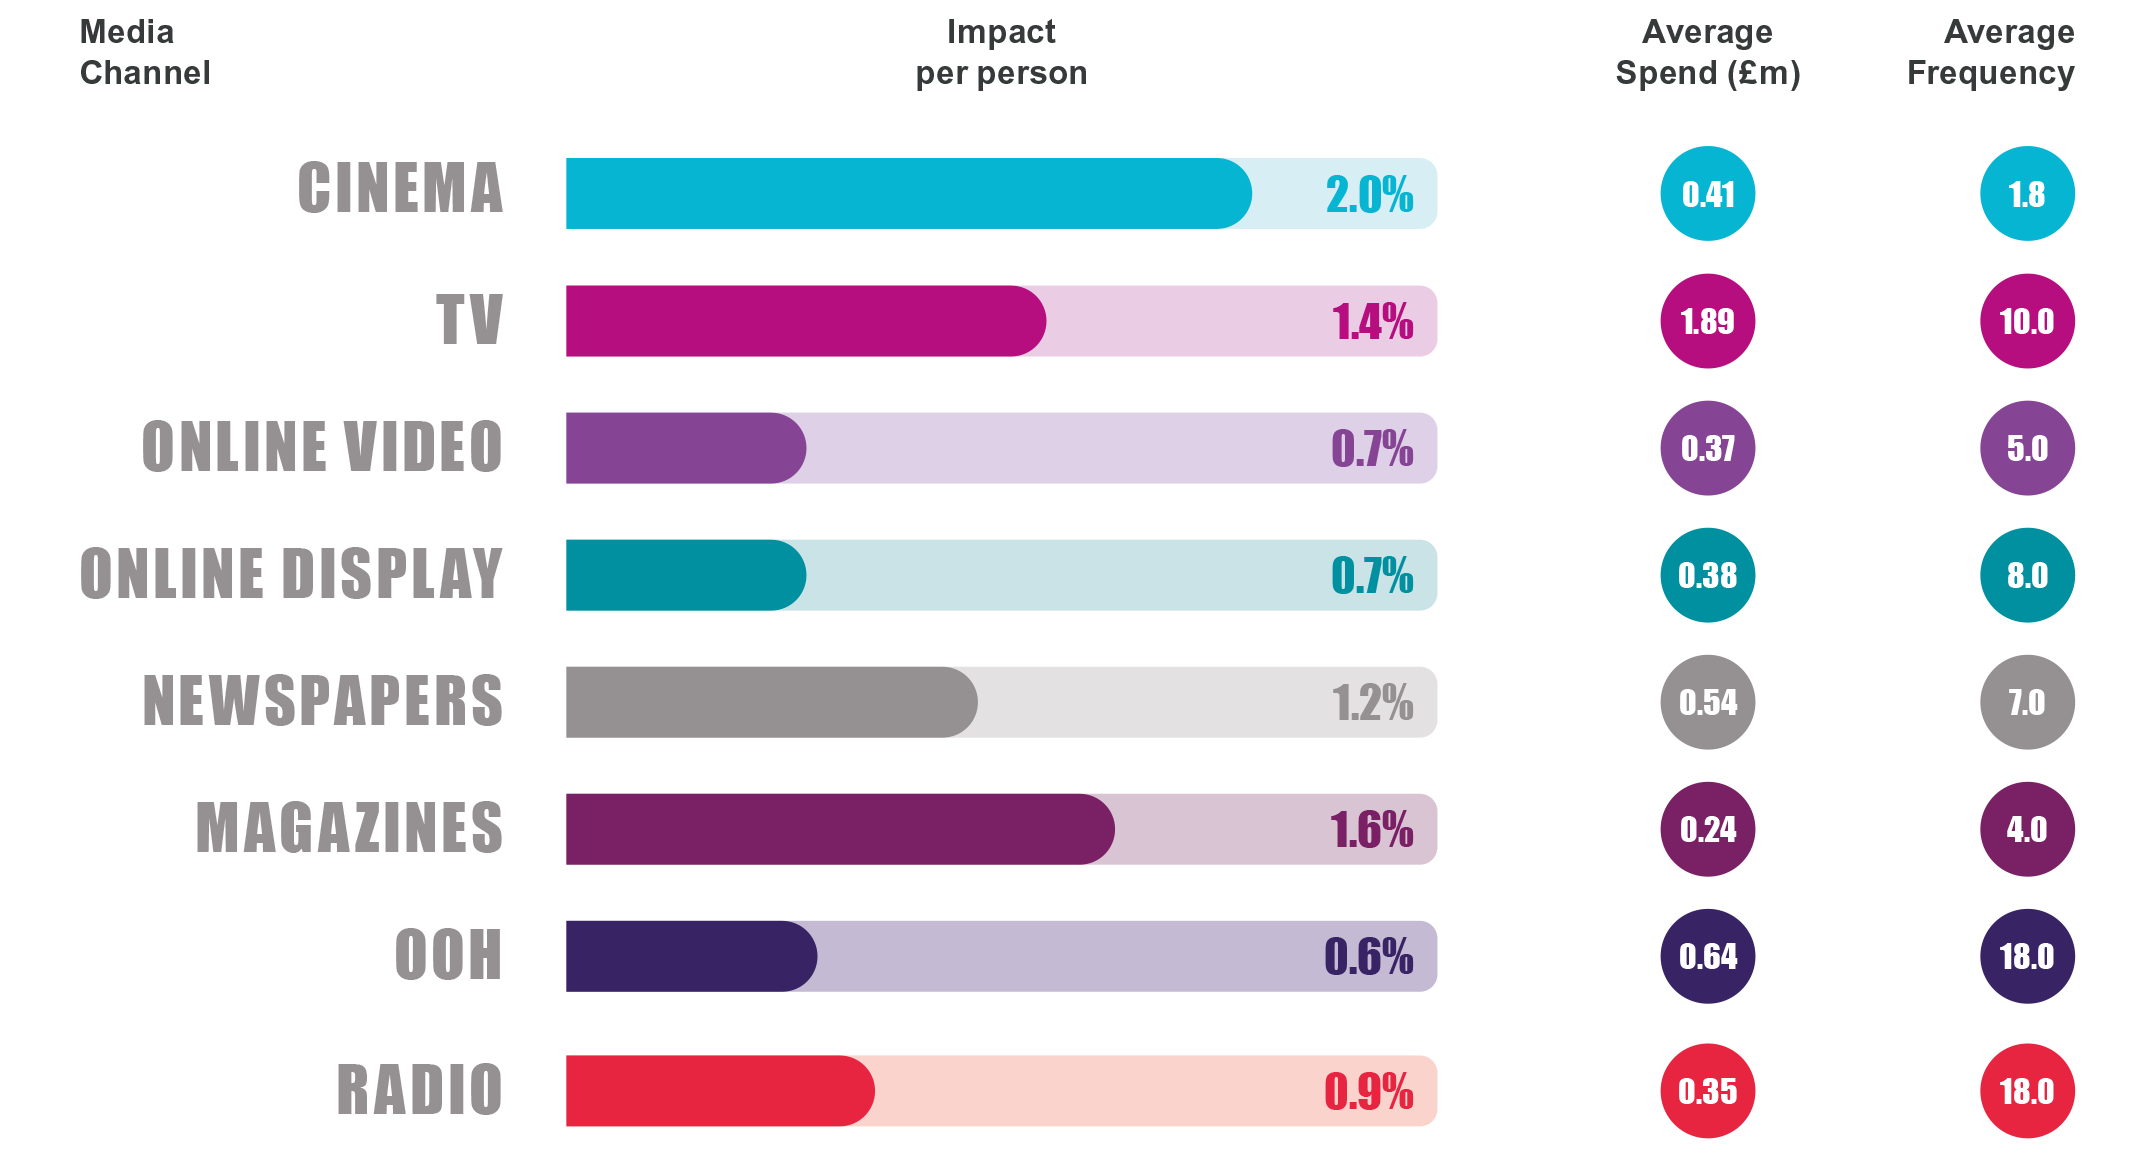 Media
Channel
Impact
per person
Average
Spend (£m)
Average
Frequency
CINEMA 2.0% 0.41 1.8
TV 1.4% 1.89 10.0
ONLINE VIDEO 0.7% 0.37 5.0
ONLINE DISPLAY 0.7% 0.38 8.0
NEWSPAPERS 1.2% 0.54 7.0
MAGAZINES 1.6% 0.24 4.0
OOH 0.6% 0.64 18.0
RADIO 0.9% 0.35 18.0